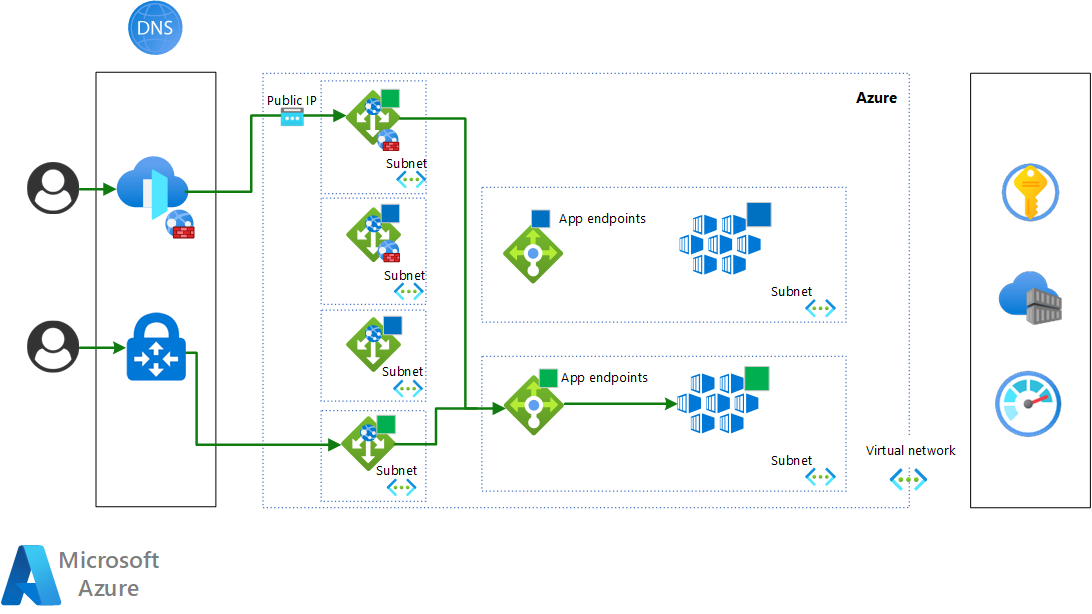 DNS
Public IP
Azure
Subnet
App endpoints
Subnet
Subnet
Subnet
App endpoints
Subnet
Virtual network
Subnet
Microsoft
Azure